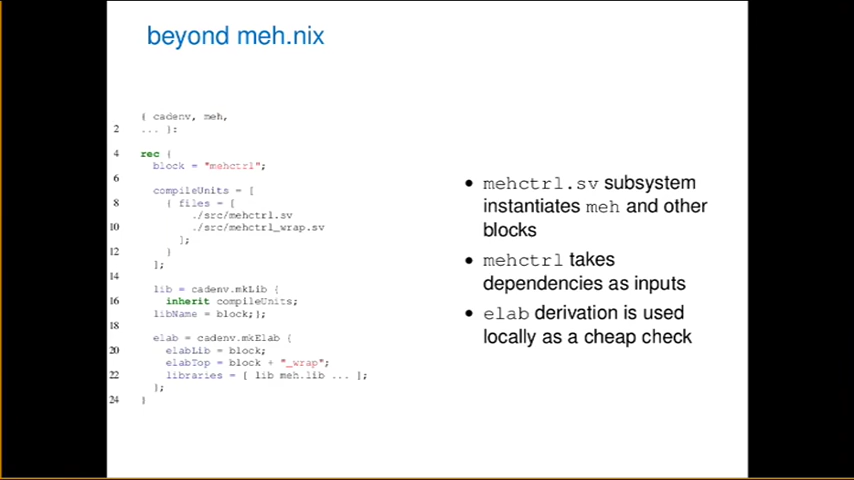 beyond meh.nix
{ cadenv, meh,
2 ... }:
4 rec {
block = "mehctrl";
6
compileUnits = [
8 { files = [
./src/mehctrl.sv
10 ./src/mehctrl_wrap.sv
];
12 }
];
14
lib = cadenv.mkLib {
16 inherit compileUnits;
libName = block;};
18
elab = cadenv.mkElab {
20 elabLib = block;
elabTop = block + "_wrap";
22 libraries = [ lib meh.lib ... ];
};
24 }
• mehctrl.sv subsystem
instantiates meh and other
blocks
• mehctrl takes
dependencies as inputs
• elab derivation is used
locally as a cheap check